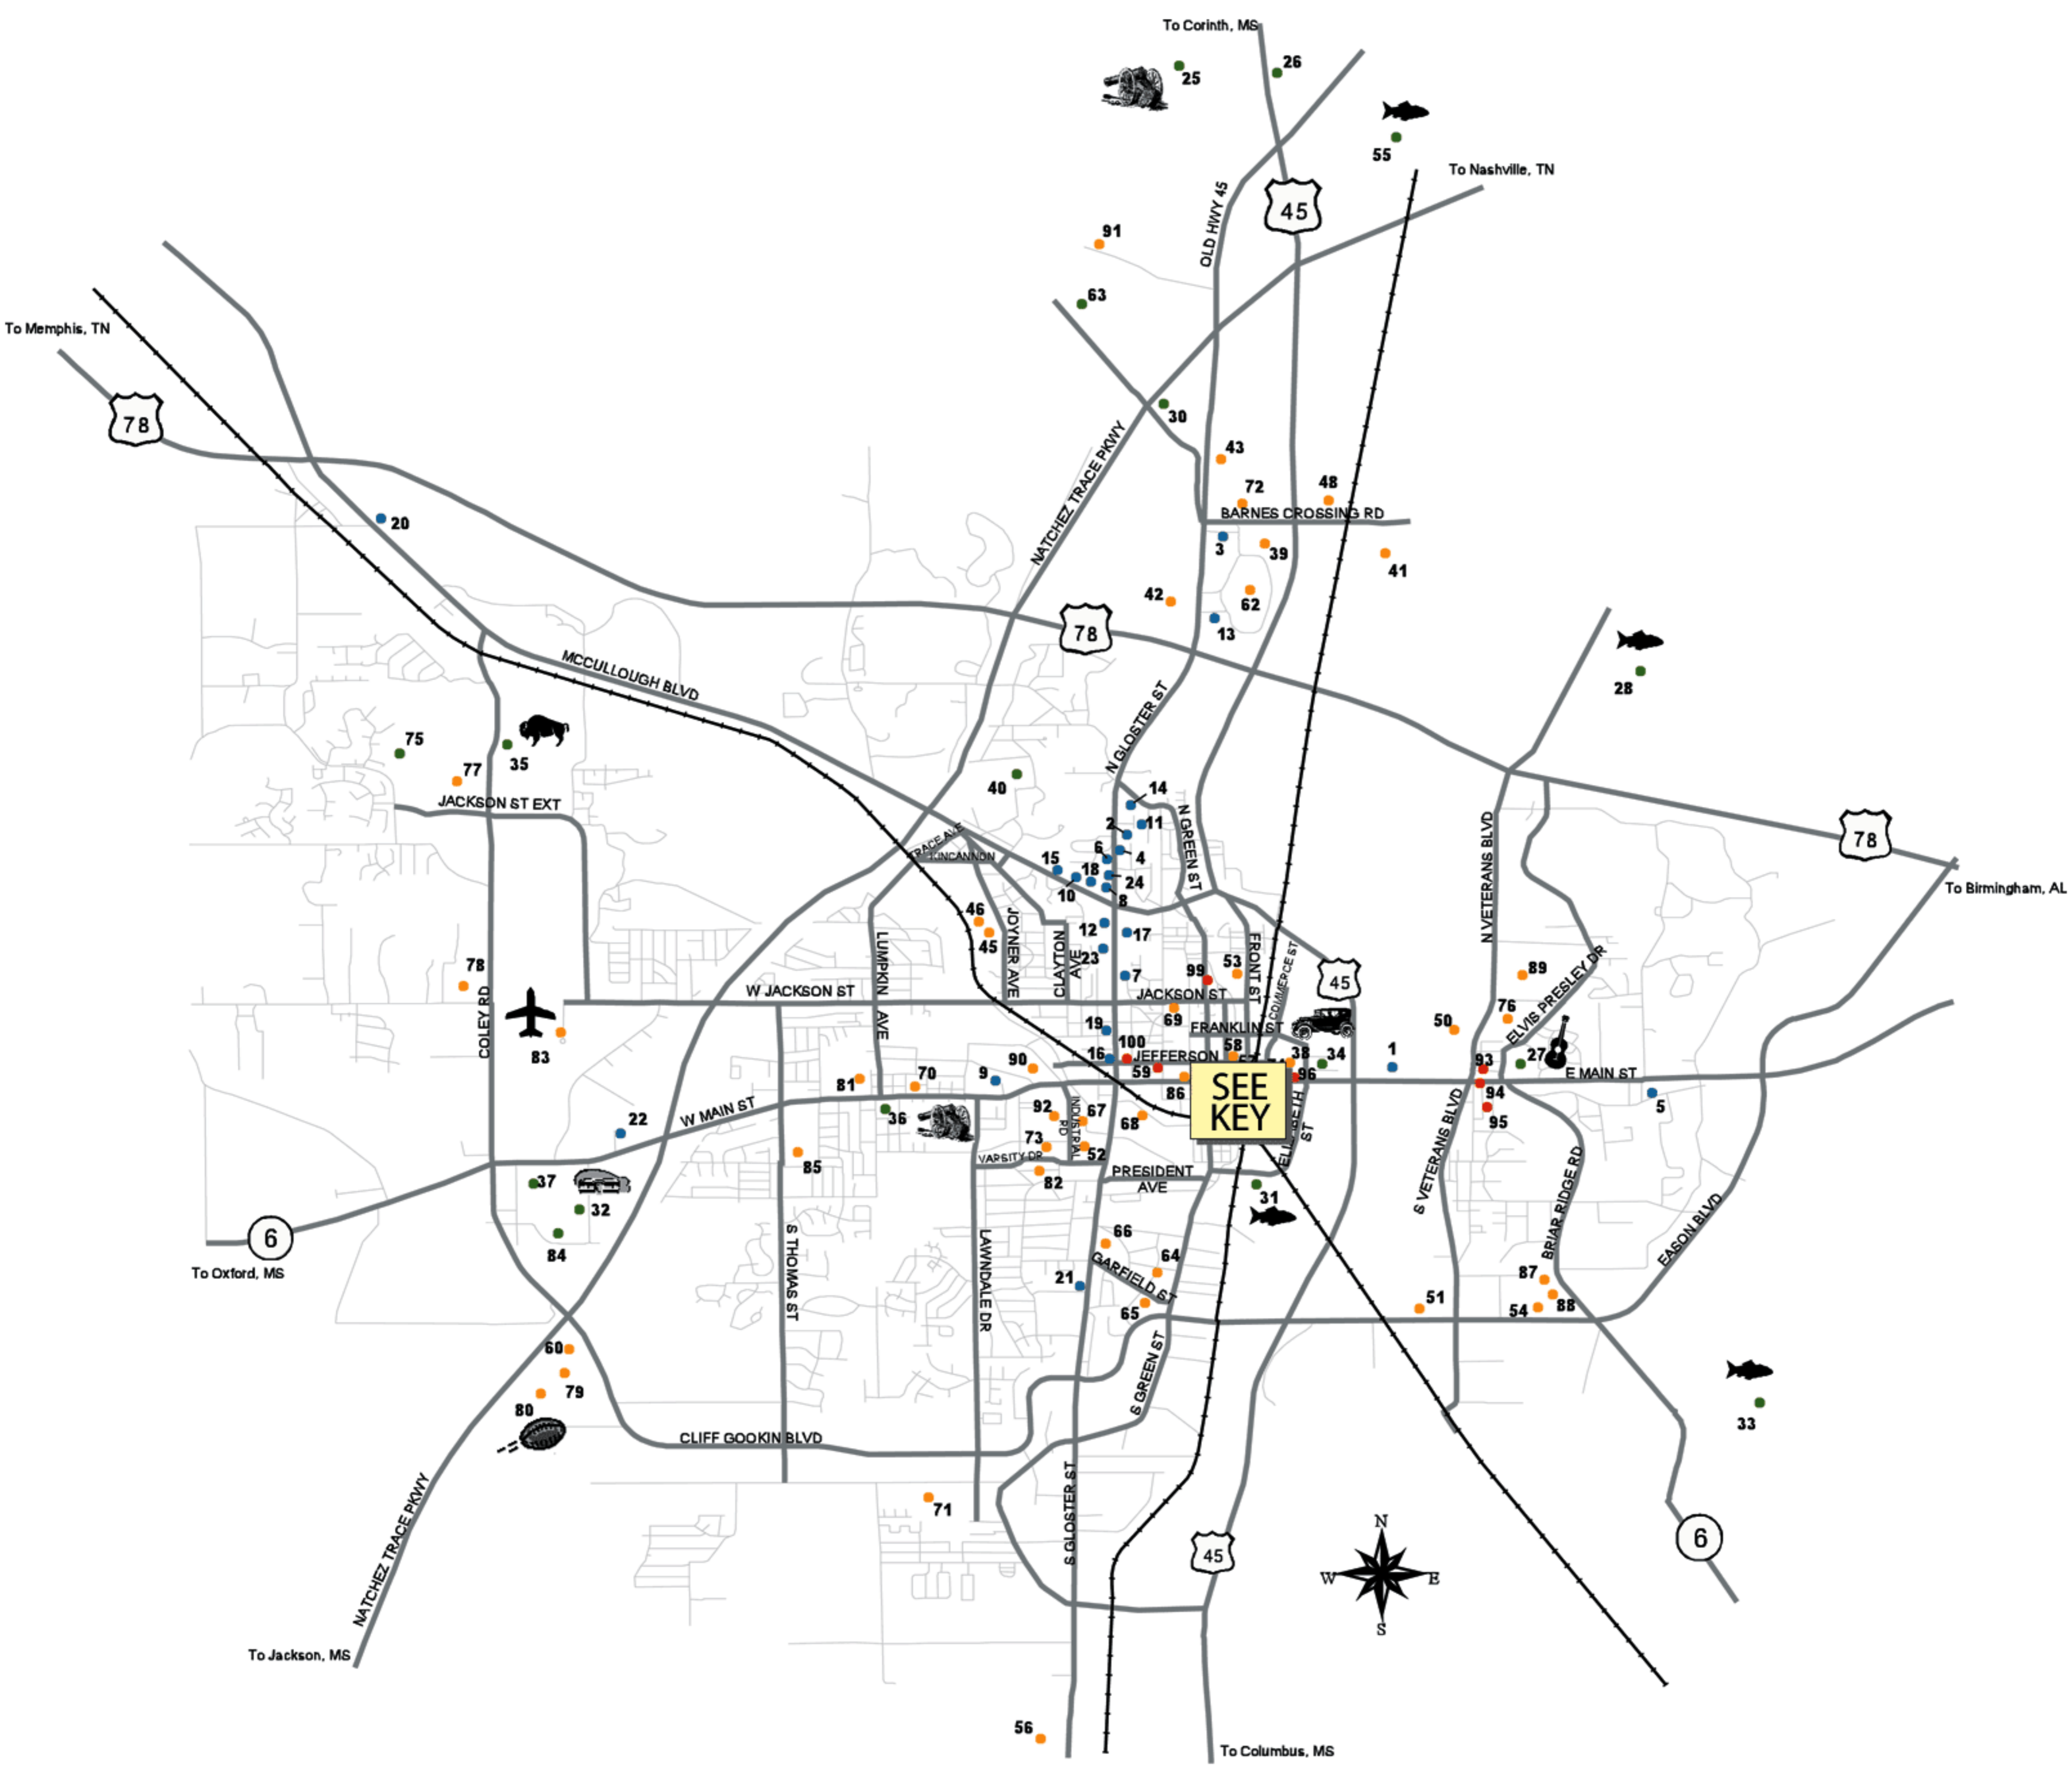 To Corinth, MS
26
25
55
To Nashville, TN
OLD HWY 45
45
91
63
To Memphis, TN
78
30
NATCHEZ TRACE PKWY
43
72
48
BARNES CROSSING RD
20
3
39
41
42
62
78
13
MCCULLOUGH BLVD
28
N GLOSTER ST
75
35
77
40
JACKSON ST EXT
14
2
11
N GREEN ST
N VETERANS BLVD
78
TRACE AVE
KINCANNON
6
4
15
18
24
10
8
To Birmingham, AL
46
45
JOYNER AVE
CLAYTON AVE
12
17
23
LUMPKIN AVE
FRONT ST
COMMERCE ST
78
7
99
53
45
89
ELVIS PRESLEY DR
W JACKSON ST
JACKSON ST
COLEY RD
69
76
50
19
FRANKLIN ST
83
100
16
JEFFERSON
58
38
34
1
93
27
E MAIN ST
90
59
81
70
9
86
SEE
KEY
96
94
5
95
36
92
INDUSTRIAL RD
67
68
W MAIN ST
22
73
52
VARSITY DR
ELIZABETH ST
S VETERANS BLVD
85
82
PRESIDENT
AVE
37
31
32
6
84
To Oxford, MS
66
64
GARFIELD ST
BRIAR RIDGE RD
EASON BLVD
S THOMAS ST
LAWNDALE DR
21
65
87
51
54
88
60
79
80
S GREEN ST
33
CLIFF GOOKIN BLVD
NATCHEZ TRACE PKWY
71
S GLOSTER ST
45
6
N
W
E
S
To Jackson, MS
56
To Columbus, MS